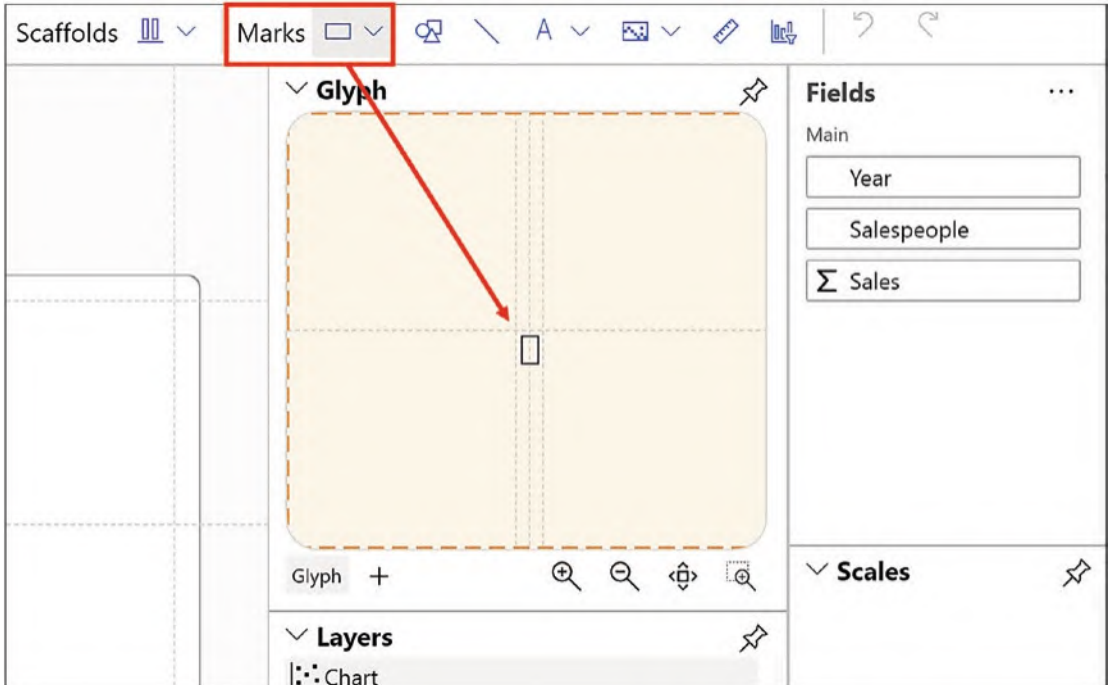 Scaffolds Marks A
Glyph
Fields
Main
Year
Salespeople
Σ Sales
Glyph +
Scales
Layers
Chart